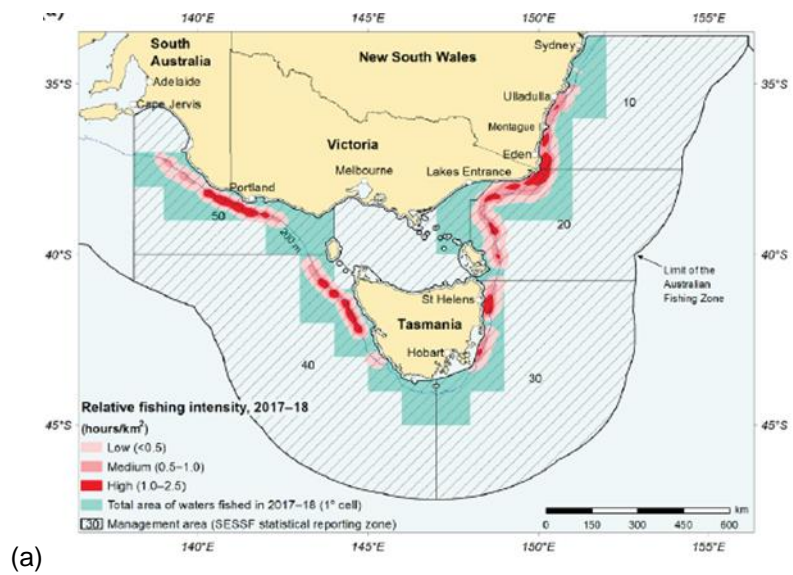 140°E 145°E 150°E 155°E
South
Australia
New South Wales
Sydney
Adelaide
35°S
35°S
Ulladulla
10
Cape Jervis
Montague I
Victoria
Eden
Melbourne
Lakes Entrance
Portland
50
20
200 m
40°S
40°S
Limit of the
Australian
Fishing Zone
St Helens
Tasmania
Hobart
40
30
Relative fishing intensity, 2017–18
(hours/km²)
45°S
45°S
Low (<0.5)
Medium (0.5–1.0)
High (1.0–2.5)
Total area of waters fished in 2017–18 (1° cell)
30 Management area (SESSF statistical reporting zone)
km
0 150 300 450 600
140°E 145°E 150°E 155°E
(a)